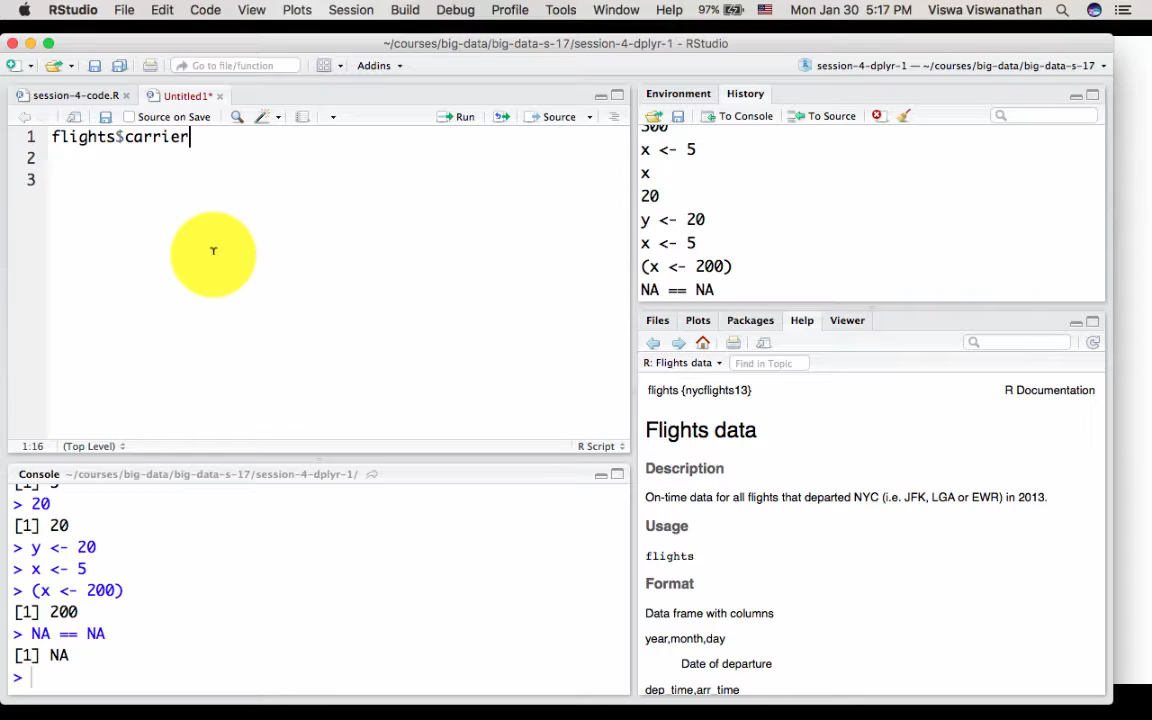 RStudio File Edit Code View Plots Session Build Debug Profile Tools Window Help 97% Mon Jan 30 5:17 PM Viswa Viswanathan
~/courses/big-data/big-data-s-17/session-4-dplyr-1 - RStudio
Go to file/function Addins session-4-dplyr-1 — ~/courses/big-data/big-data-s-17
session-4-code.R Untitled1*
Source on Save Run Source
1 flights$carrier
2
3
1:16 (Top Level) R Script
Console ~/courses/big-data/big-data-s-17/session-4-dplyr-1/
[1] 5
> 20
[1] 20
> y <- 20
> x <- 5
> (x <- 200)
[1] 200
> NA == NA
[1] NA
>
Environment History
To Console To Source
300
x <- 5
x
20
y <- 20
x <- 5
(x <- 200)
NA == NA
Files Plots Packages Help Viewer
R: Flights data Find in Topic
flights {nycflights13} R Documentation
Flights data
Description
On-time data for all flights that departed NYC (i.e. JFK, LGA or EWR) in 2013.
Usage
flights
Format
Data frame with columns
year,month,day
Date of departure
dep_time,arr_time